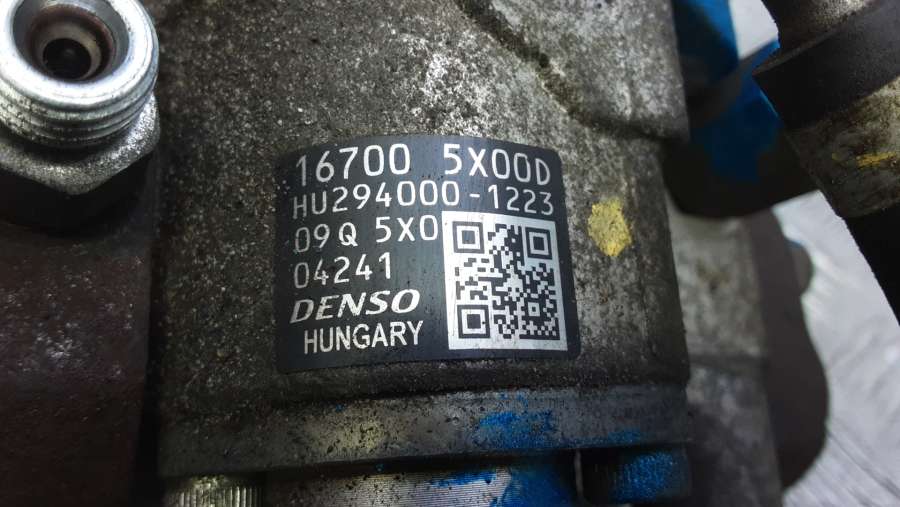 16700 5X00D
HU294000-1223
09Q 5X0
04241
DENSO
HUNGARY